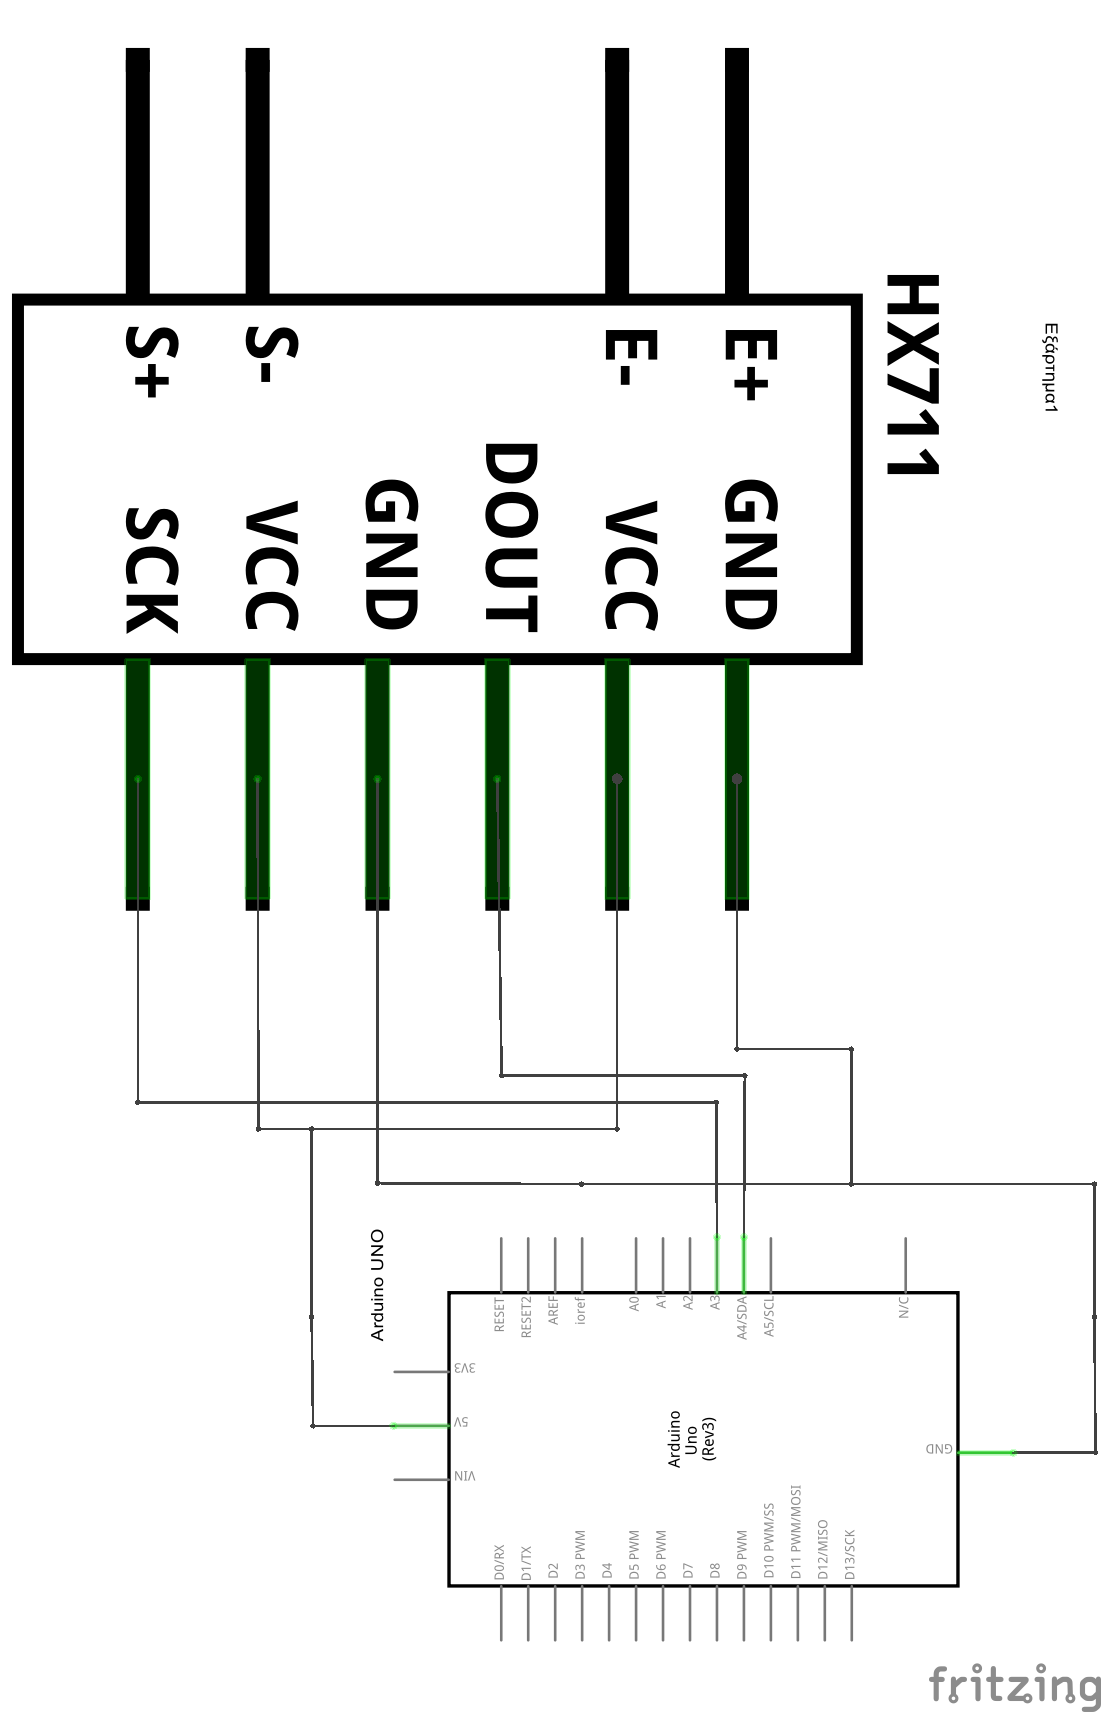 HX711
Εξάρτημα1
S+
S-
E-
E+
SCK
VCC
GND
DOUT
VCC
GND
Arduino UNO
RESET
RESET2
AREF
ioref
A0
A1
A2
A3
A4/SDA
A5/SCL
N/C
3V3
5V
VIN
Arduino
Uno
(Rev3)
GND
D0/RX
D1/TX
D2
D3 PWM
D4
D5 PWM
D6 PWM
D7
D8
D9 PWM
D10 PWM/SS
D11 PWM/MOSI
D12/MISO
D13/SCK
fritzing